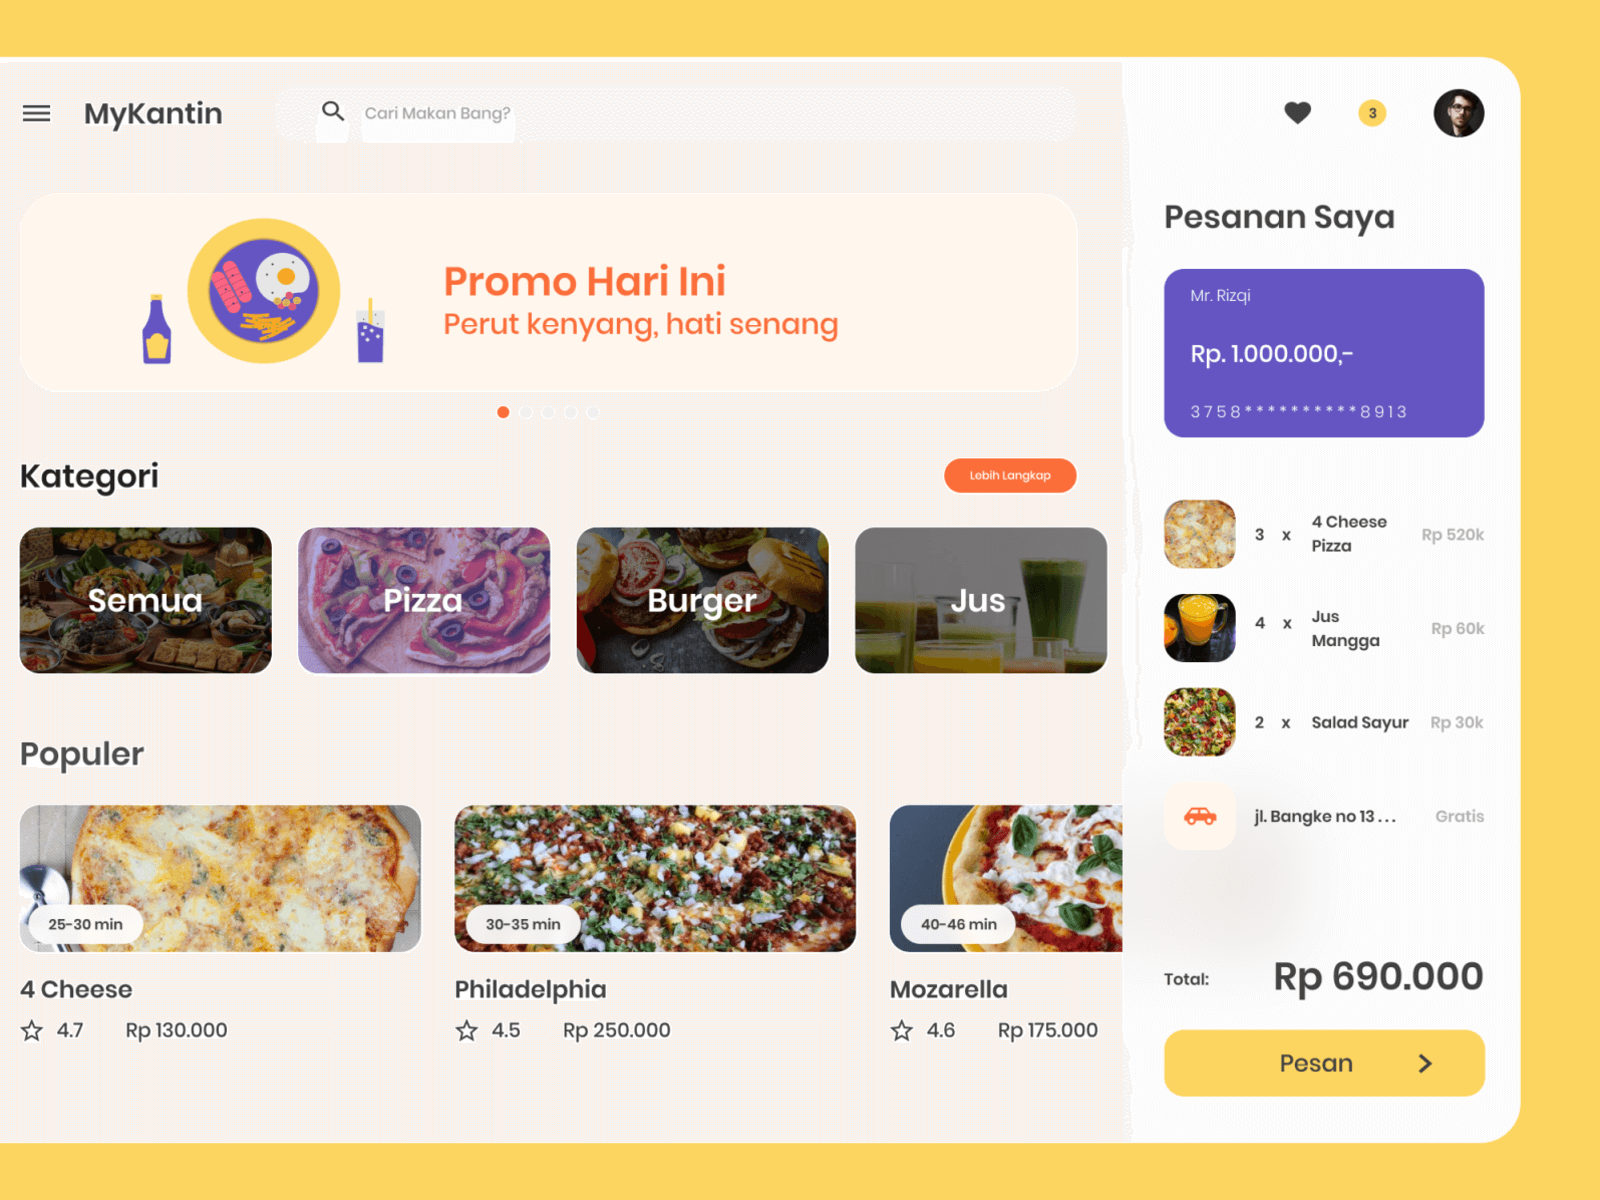 MyKantin
Cari Makan Bang?
3
Promo Hari Ini
Perut kenyang, hati senang
Kategori
Lebih Langkap
Semua
Pizza
Burger
Jus
Populer
25-30 min
30-35 min
40-46 min
4 Cheese
Philadelphia
Mozarella
4.7 Rp 130.000
4.5 Rp 250.000
4.6 Rp 175.000
Pesanan Saya
Mr. Rizqi
Rp. 1.000.000,-
3758**********8913
3 x 4 Cheese
Pizza
Rp 520k
4 x Jus
Mangga
Rp 60k
2 x Salad Sayur Rp 30k
jl. Bangke no 13 ... Gratis
Total: Rp 690.000
Pesan